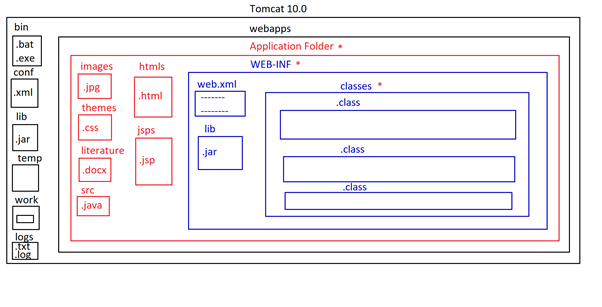 Tomcat 10.0
bin
webapps
.bat
.exe
Application Folder *
conf
.xml
images
htmls
WEB-INF *
.jpg
.html
web.xml
-------
--------
classes *
.class
themes
.css
lib
.jar
jsps
.jsp
lib
.jar
literature
.docx
.class
temp
src
.java
.class
work
logs
.txt
.log